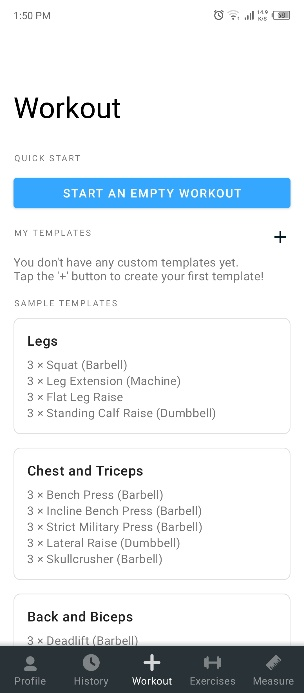 1:50 PM
14.9
K/S
58
Workout
QUICK START
START AN EMPTY WORKOUT
MY TEMPLATES
You don't have any custom templates yet.
Tap the '+' button to create your first template!
SAMPLE TEMPLATES
Legs
3 × Squat (Barbell)
3 × Leg Extension (Machine)
3 × Flat Leg Raise
3 × Standing Calf Raise (Dumbbell)
Chest and Triceps
3 × Bench Press (Barbell)
3 × Incline Bench Press (Barbell)
3 × Strict Military Press (Barbell)
3 × Lateral Raise (Dumbbell)
3 × Skullcrusher (Barbell)
Back and Biceps
3 × Deadlift (Barbell)
Profile
History
Workout
Exercises
Measure